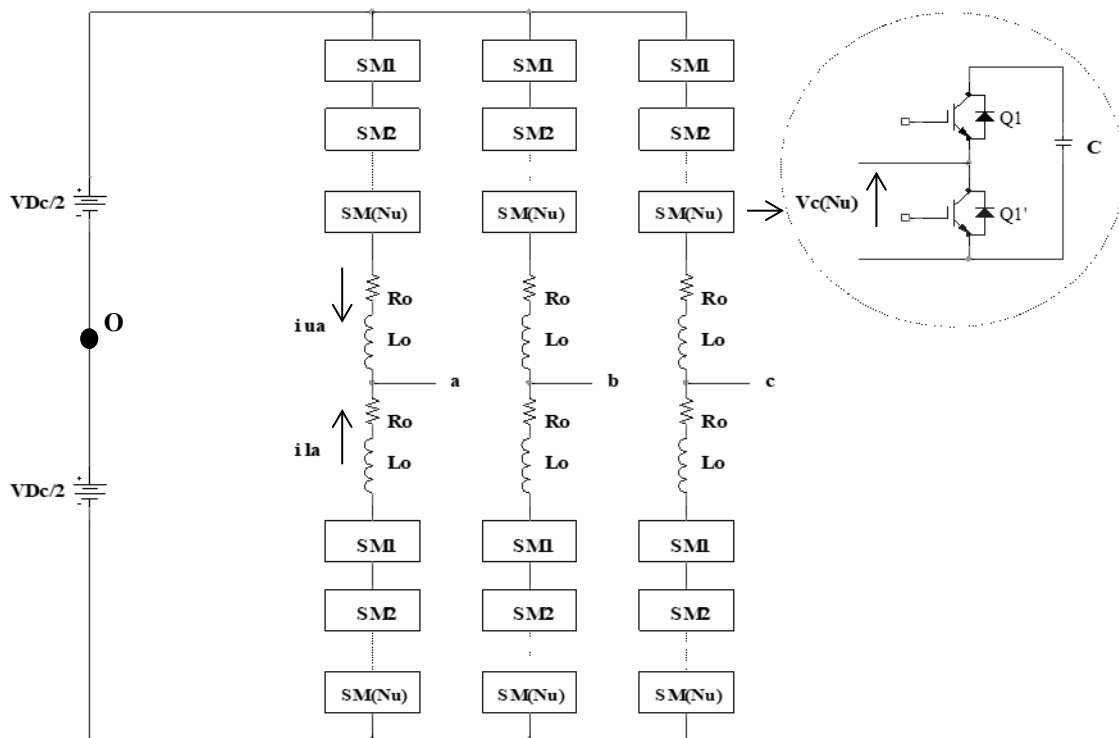 SM1 SM1 SM1
SM2 SM2 SM2
Q1
C
VDc/2
SM(Nu) SM(Nu) SM(Nu)
Vc(Nu)
Q1'
Ro Ro Ro
O
i ua
Lo Lo Lo
a b c
Ro Ro Ro
i la
Lo Lo Lo
VDc/2
SM1 SM1 SM1
SM2 SM2 SM2
SM(Nu) SM(Nu) SM(Nu)